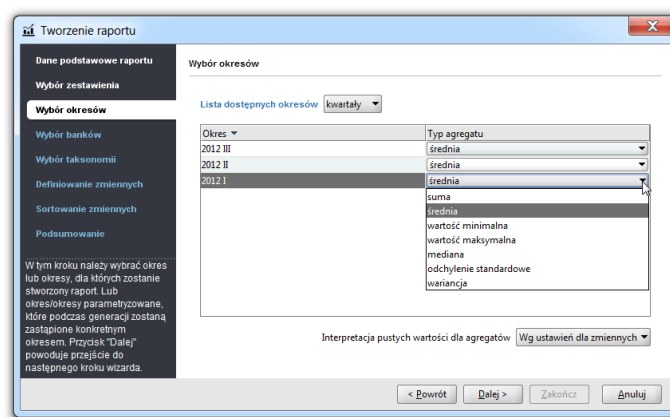 Tworzenie raportu
Dane podstawowe raportu
Wybór zestawienia
Wybór okresów
Wybór banków
Wybór taksonomii
Definiowanie zmiennych
Sortowanie zmiennych
Podsumowanie
W tym kroku należy wybrać okres
lub okresy, dla których zostanie
stworzony raport. Lub
okres/okresy parametryzowane,
które podczas generacji zostaną
zastąpione konkretnym
okresem. Przycisk "Dalej"
powoduje przejście do
następnego kroku wizarda.
Wybór okresów
Lista dostępnych okresów kwartały
Okres Typ agregatu
2012 III średnia
2012 II średnia
2012 I średnia
suma
średnia
wartość minimalna
wartość maksymalna
mediana
odchylenie standardowe
wariancja
Interpretacja pustych wartości dla agregatów Wg ustawień dla zmiennych
< Powrót Dalej > Zakończ Anuluj